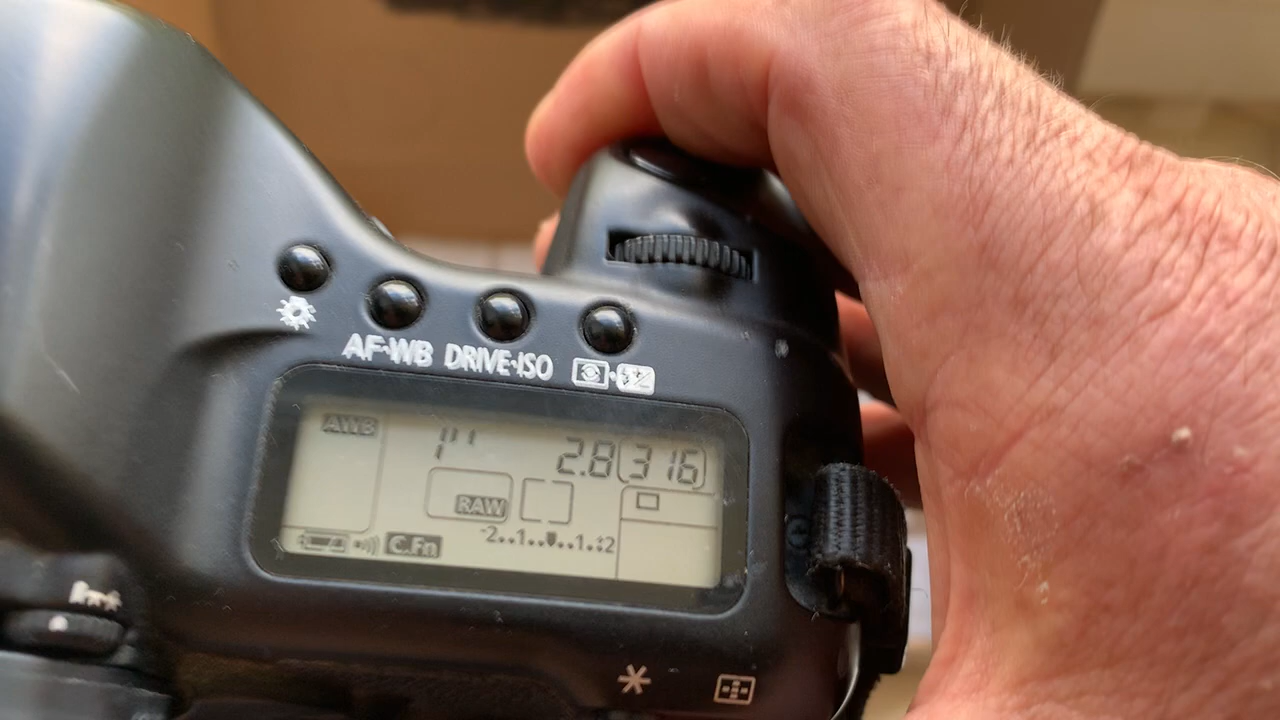 AF•WB DRIVE•ISO
AWB 1" 2.8 316
RAW
C.Fn -2..1..▼..1.:2